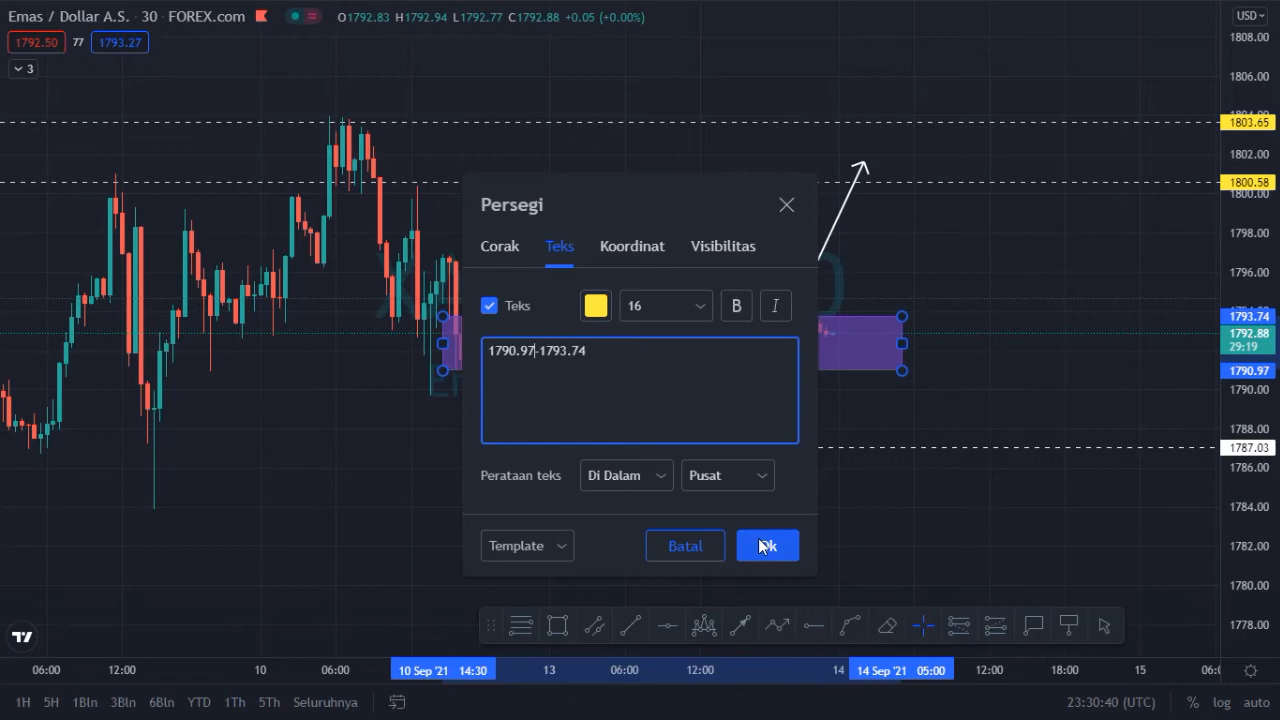 Emas / Dollar A.S. · 30 · FOREX.com
O1792.83 H1792.94 L1792.77 C1792.88 +0.05 (+0.00%)
USD
1792.50 77 1793.27
3
1808.00
1806.00
1803.65
1802.00
1800.58
1800.00
1798.00
1796.00
1793.74
1792.88
29:19
1790.97
1790.00
1787.03
1786.00
1784.00
1782.00
1780.00
1778.00
Persegi
Corak Teks Koordinat Visibilitas
Teks 16 B I
1790.97-1793.74
Perataan teks Di Dalam Pusat
Template Batal Ok
06:00 12:00 10 06:00 10 Sep '21 14:30 13 06:00 12:00 14 14 Sep '21 05:00 12:00 18:00 15
1H 5H 1Bln 3Bln 6Bln YTD 1Th 5Th Seluruhnya
23:30:40 (UTC) % log auto